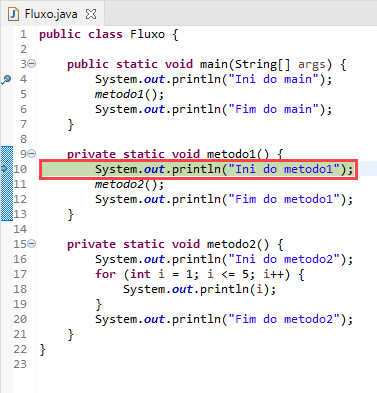 Fluxo.java
1 public class Fluxo {
2
3     public static void main(String[] args) {
4         System.out.println("Ini do main");
5         metodo1();
6         System.out.println("Fim do main");
7     }
8
9     private static void metodo1() {
10         System.out.println("Ini do metodo1");
11         metodo2();
12         System.out.println("Fim do metodo1");
13     }
14
15     private static void metodo2() {
16         System.out.println("Ini do metodo2");
17         for (int i = 1; i <= 5; i++) {
18             System.out.println(i);
19         }
20         System.out.println("Fim do metodo2");
21     }
22 }
23